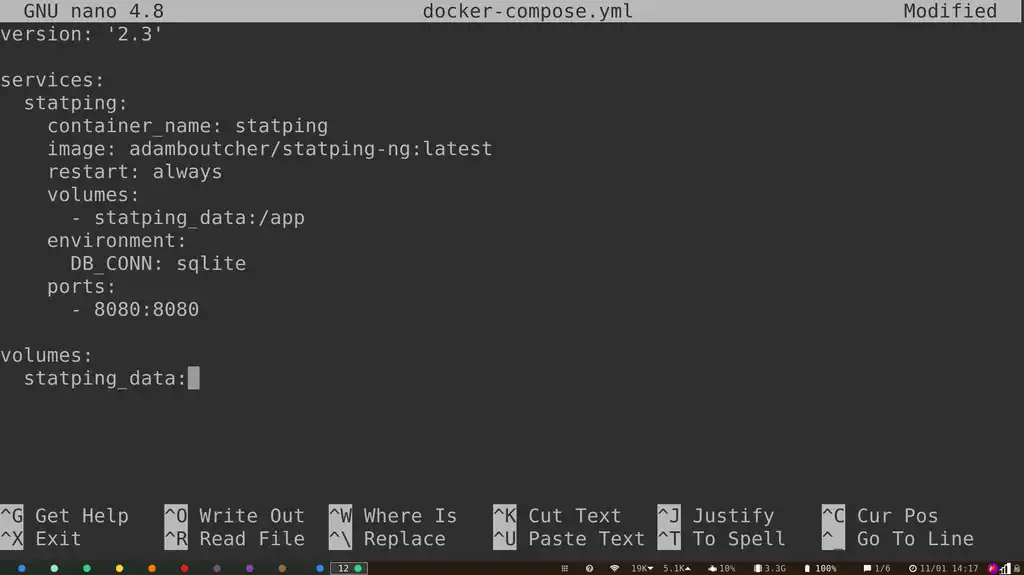 GNU nano 4.8 docker-compose.yml Modified
version: '2.3'
services:
  statping:
    container_name: statping
    image: adamboutcher/statping-ng:latest
    restart: always
    volumes:
      - statping_data:/app
    environment:
      DB_CONN: sqlite
    ports:
      - 8080:8080
volumes:
  statping_data:
^G Get Help ^O Write Out ^W Where Is ^K Cut Text ^J Justify ^C Cur Pos
^X Exit ^R Read File ^\ Replace ^U Paste Text ^T To Spell ^_ Go To Line
12 19K 5.1K 10% 3.3G 100% 1/6 11/01 14:17